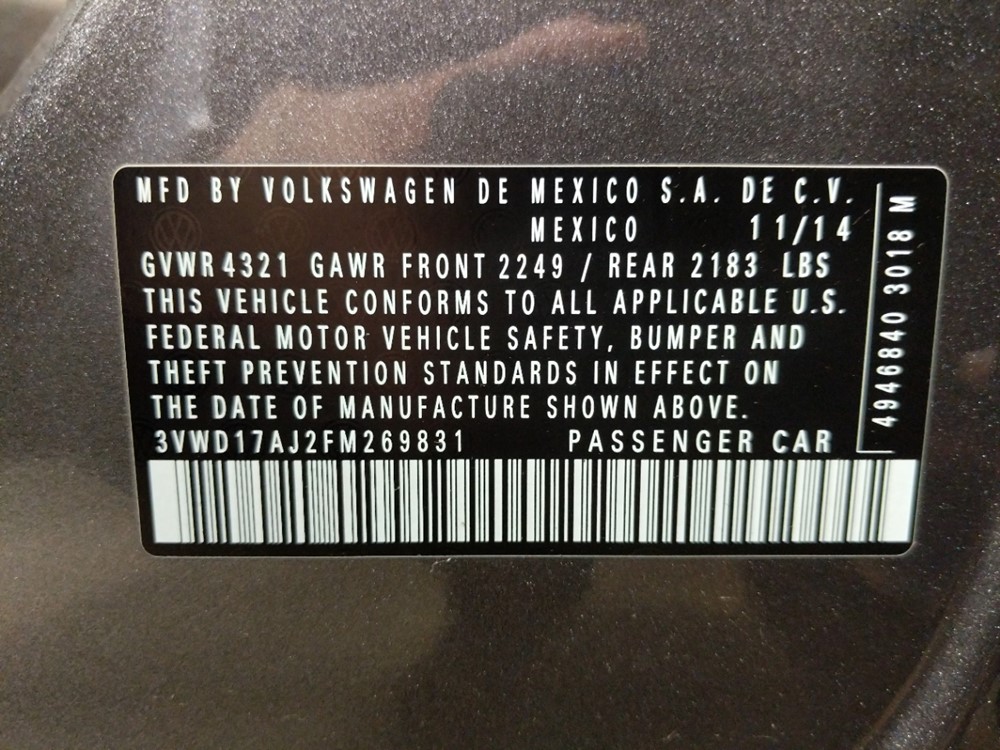 MFD BY VOLKSWAGEN DE MEXICO S.A. DE C.V.
MEXICO 11/14
GVWR 4321 GAWR FRONT 2249 / REAR 2183 LBS
THIS VEHICLE CONFORMS TO ALL APPLICABLE U.S.
FEDERAL MOTOR VEHICLE SAFETY, BUMPER AND
THEFT PREVENTION STANDARDS IN EFFECT ON
THE DATE OF MANUFACTURE SHOWN ABOVE.
3VWD17AJ2FM269831 PASSENGER CAR
4946840 3018 M